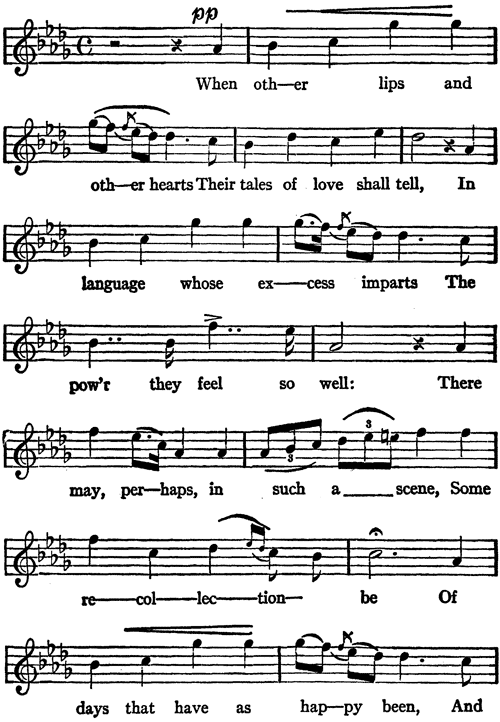 pp
When oth—er lips and
oth—er hearts Their tales of love shall tell, In
language whose ex—cess imparts The
pow'r they feel so well: There
3 3
may, per—haps, in such a ____ scene, Some
re—col—lec—tion— be Of
days that have as hap—py been, And